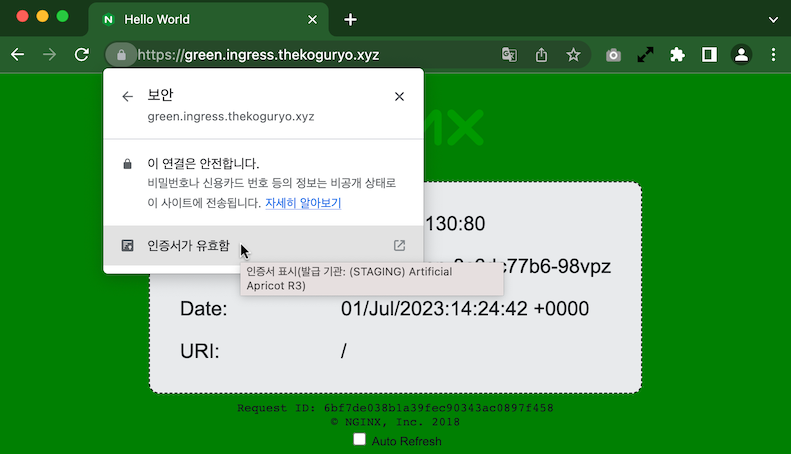 Hello World
https://green.ingress.thekoguryo.xyz
보안
green.ingress.thekoguryo.xyz
이 연결은 안전합니다.
비밀번호나 신용카드 번호 등의 정보는 비공개 상태로
이 사이트에 전송됩니다. 자세히 알아보기
인증서가 유효함
인증서 표시(발급 기관: (STAGING) Artificial
Apricot R3)
MX
130:80
77b6-98vpz
Date: 01/Jul/2023:14:24:42 +0000
URI: /
Request ID: 6bf7de038b1a39fec90343ac0897f458
© NGINX, Inc. 2018
Auto Refresh